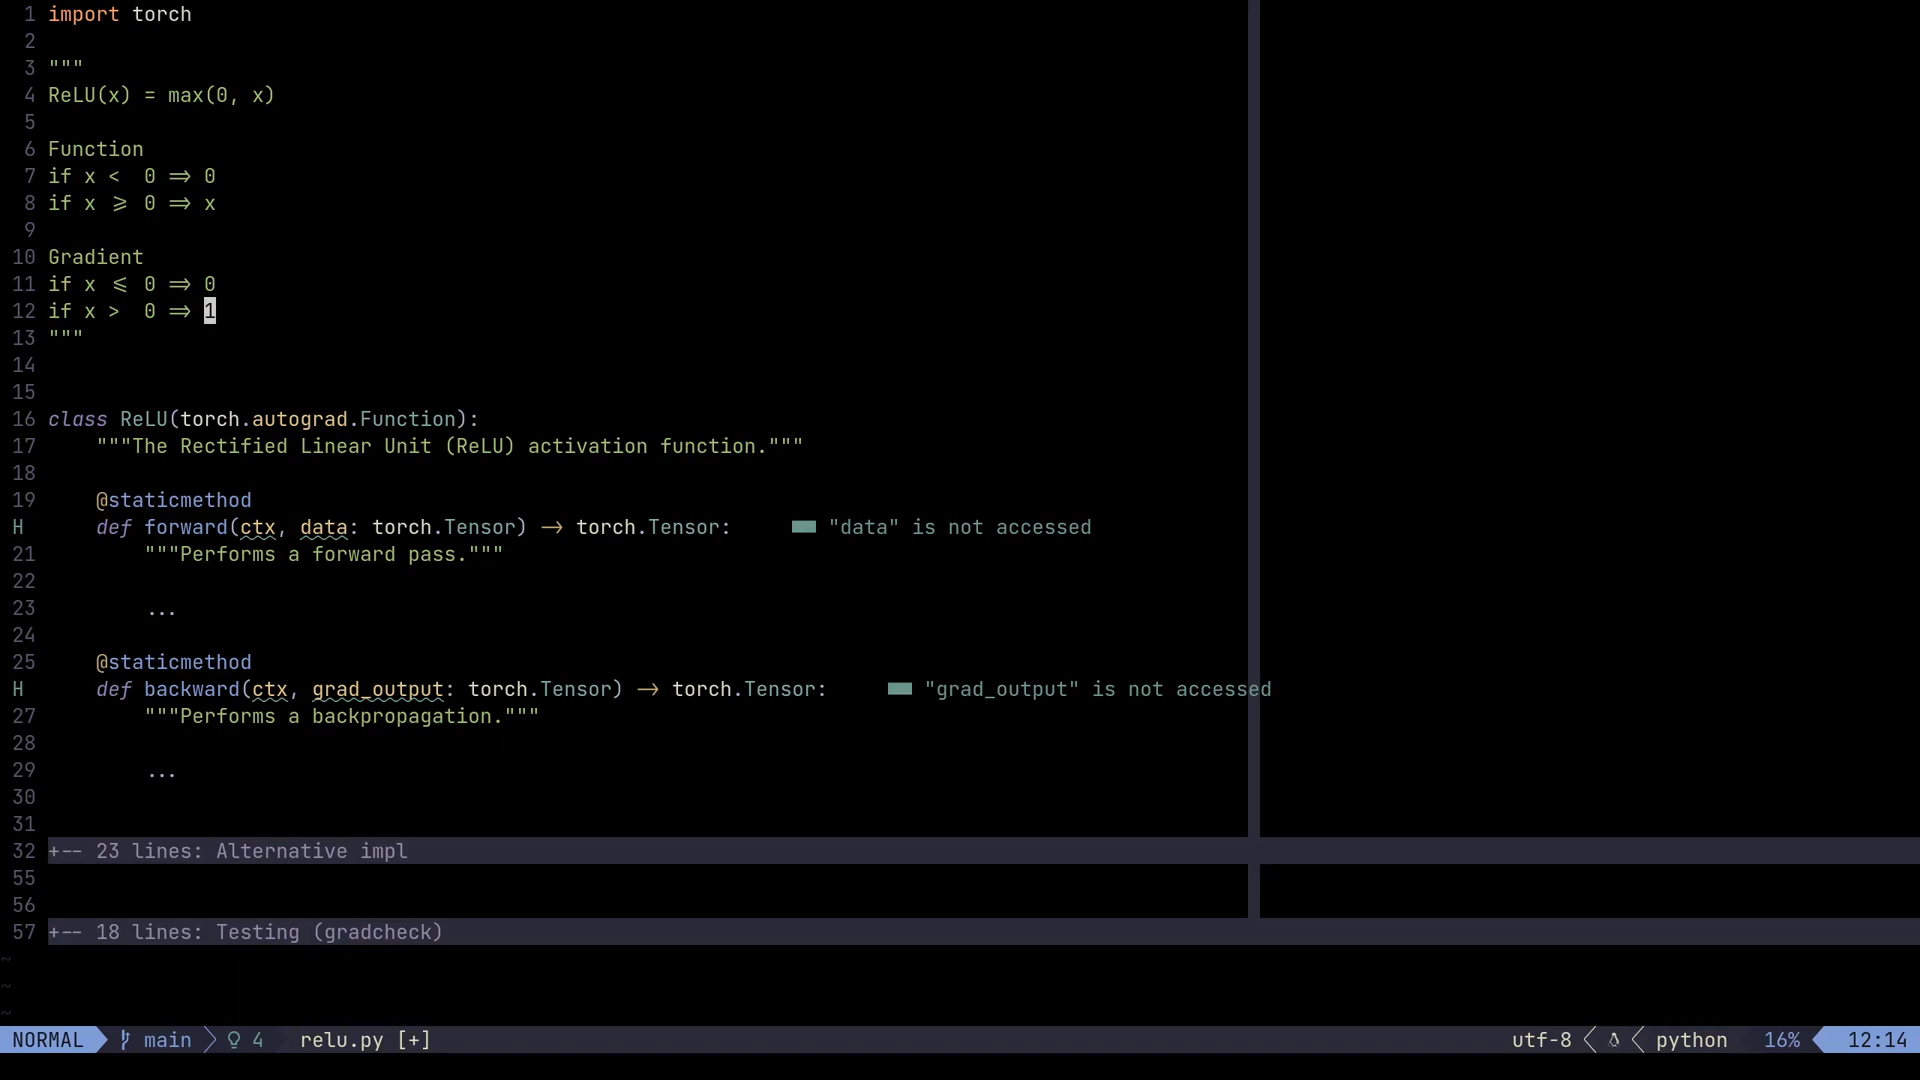 1 import torch
2
3 """
4 ReLU(x) = max(0, x)
5
6 Function
7 if x <  0 => 0
8 if x >= 0 => x
9
10 Gradient
11 if x <= 0 => 0
12 if x >  0 => 1
13 """
14
15
16 class ReLU(torch.autograd.Function):
17     """The Rectified Linear Unit (ReLU) activation function."""
18
19     @staticmethod
H     def forward(ctx, data: torch.Tensor) -> torch.Tensor:     ■ "data" is not accessed
21         """Performs a forward pass."""
22
23         ...
24
25     @staticmethod
H     def backward(ctx, grad_output: torch.Tensor) -> torch.Tensor:     ■ "grad_output" is not accessed
27         """Performs a backpropagation."""
28
29         ...
30
31
32 +-- 23 lines: Alternative impl
55
56
57 +-- 18 lines: Testing (gradcheck)
~
~
~
NORMAL main 4 relu.py [+] utf-8 python 16% 12:14